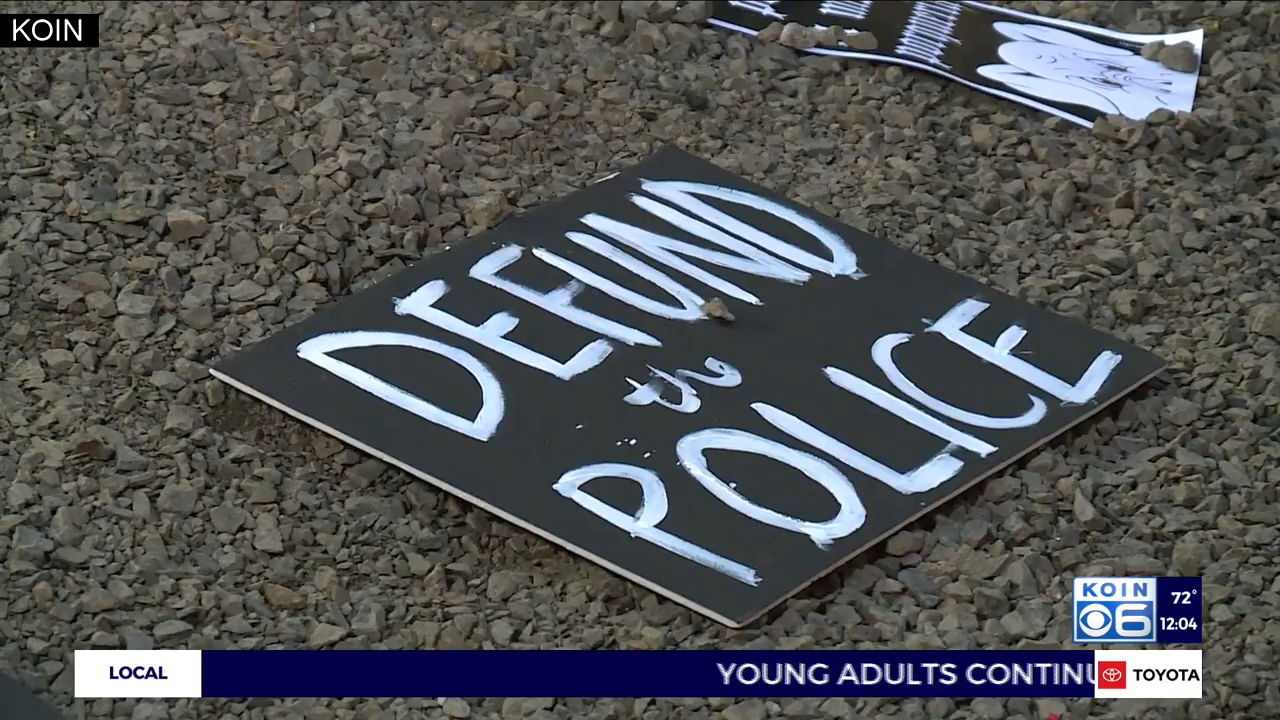 KOIN
DEFUND
the
POLICE
KOIN
6
72°
12:04
LOCAL
YOUNG ADULTS CONTINU
TOYOTA